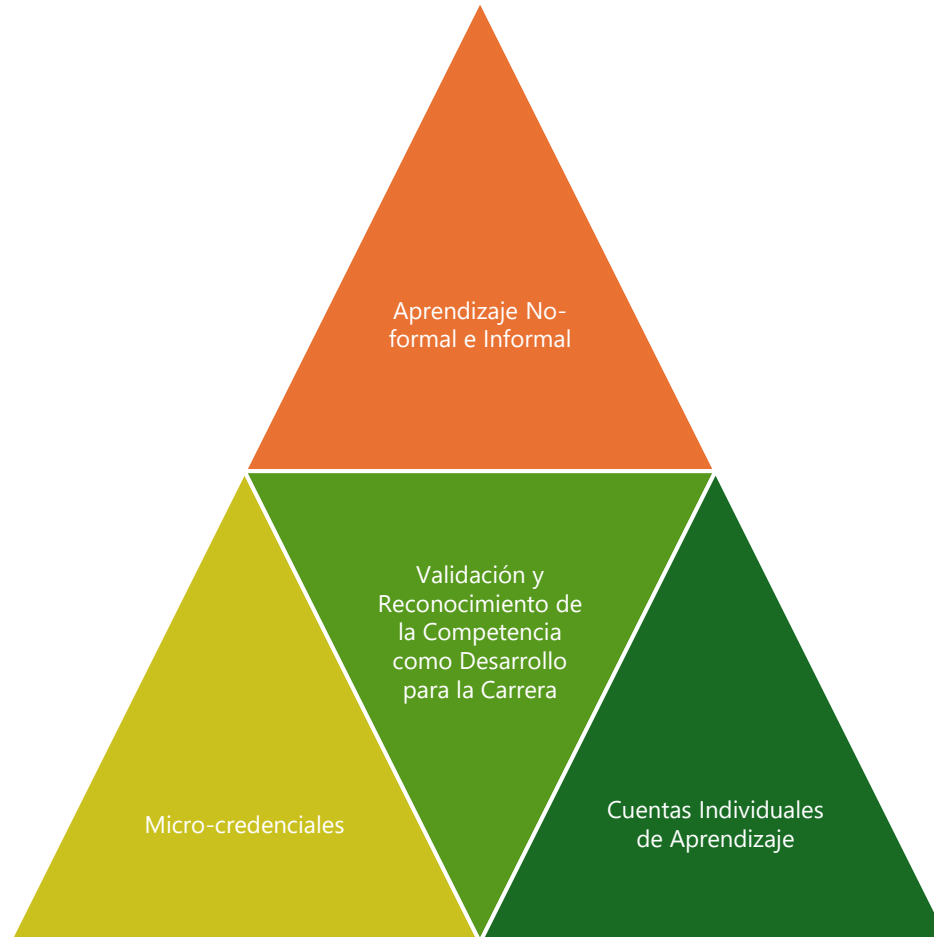 Aprendizaje No-
formal e Informal
Validación y
Reconocimiento de
la Competencia
como Desarrollo
para la Carrera
Micro-credenciales
Cuentas Individuales
de Aprendizaje